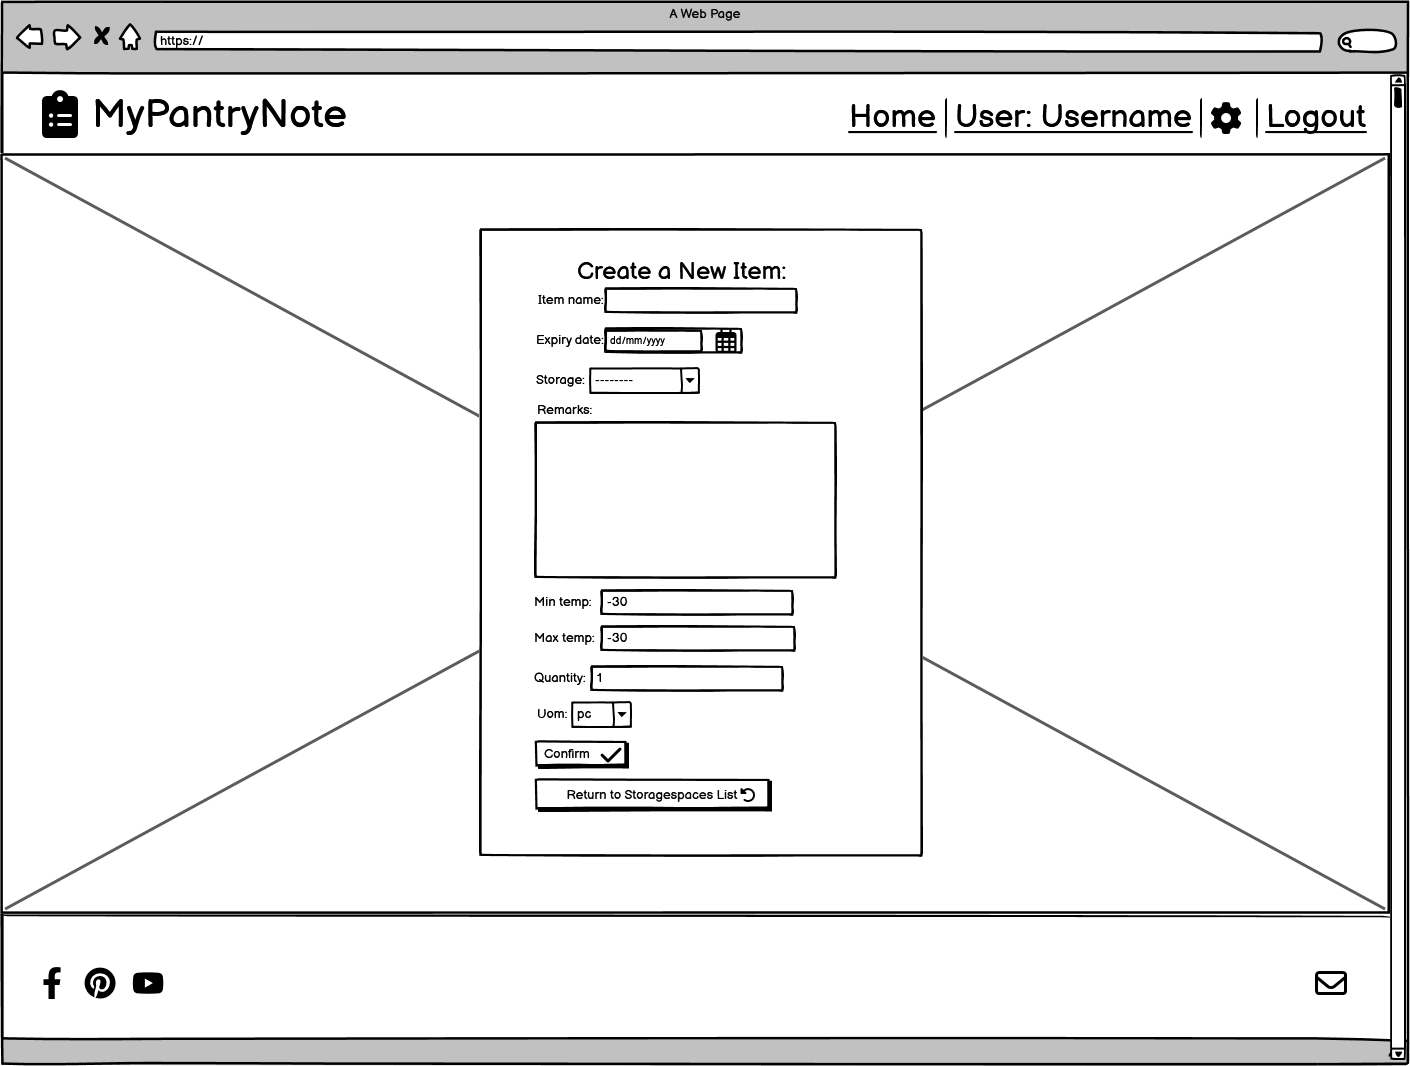 A Web Page
https://
MyPantryNote
Home User: Username Logout
Create a New Item:
Item name:
Expiry date: dd/mm/yyyy
Storage: --------
Remarks:
Min temp: -30
Max temp: -30
Quantity: 1
Uom: pc
Confirm
Return to Storagespaces List